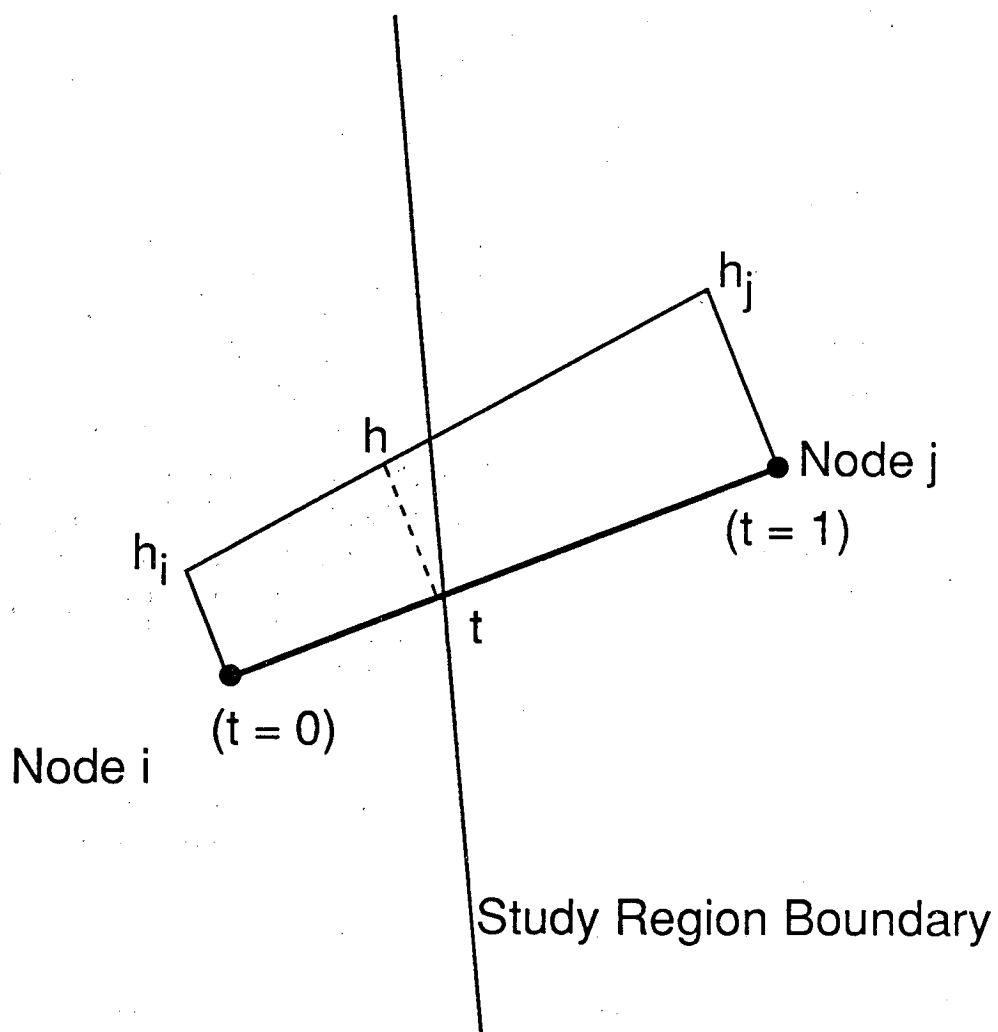 h_j
h
Node j
h_i
(t = 1)
t
(t = 0)
Node i
Study Region Boundary